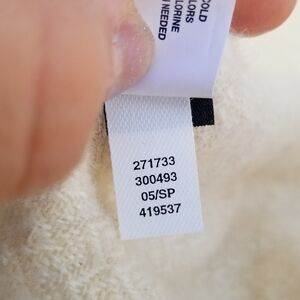 COLD
LORS
LORINE
NEEDED
271733
300493
05/SP
419537